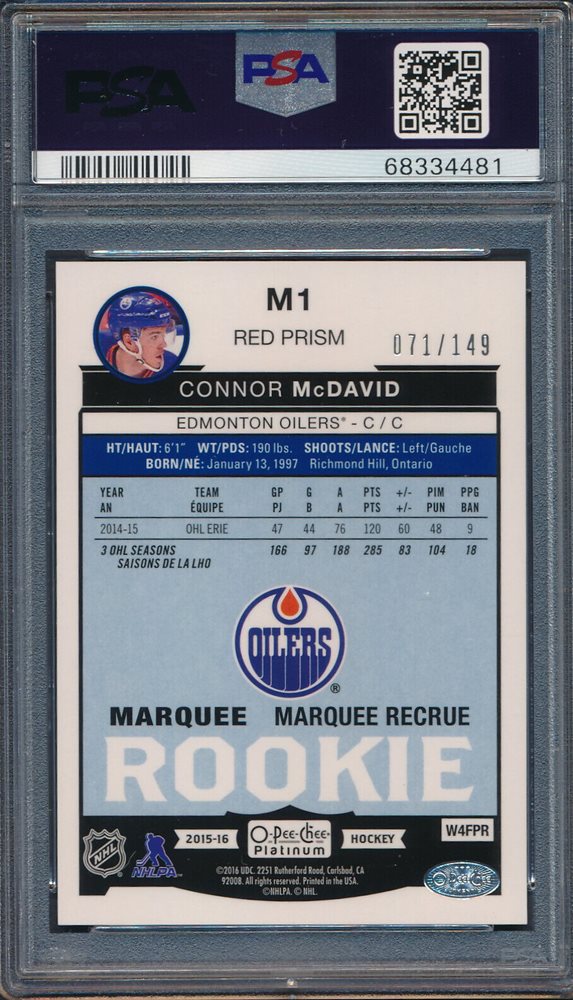 PSA
PSA
68334481
M1
RED PRISM
071/149
CONNOR McDAVID
EDMONTON OILERS® - C / C
HT/HAUT: 6'1" WT/PDS: 190 lbs. SHOOTS/LANCE: Left/Gauche
BORN/NÉ: January 13, 1997 Richmond Hill, Ontario
YEAR TEAM GP G A PTS +/- PIM PPG
AN ÉQUIPE PJ B A PTS +/- PUN BAN
2014-15 OHL ERIE 47 44 76 120 60 48 9
3 OHL SEASONS 166 97 188 285 83 104 18
SAISONS DE LA LHO
OILERS®
MARQUEE MARQUEE RECRUE
ROOKIE
NHL NHLPA® 2015-16 O-Pee-Chee Platinum HOCKEY W4FPR
©2016 UDC. 2251 Rutherford Road, Carlsbad, CA
92008. All rights reserved. Printed in the USA.
©NHLPA. © NHL.
O-Pee-Chee